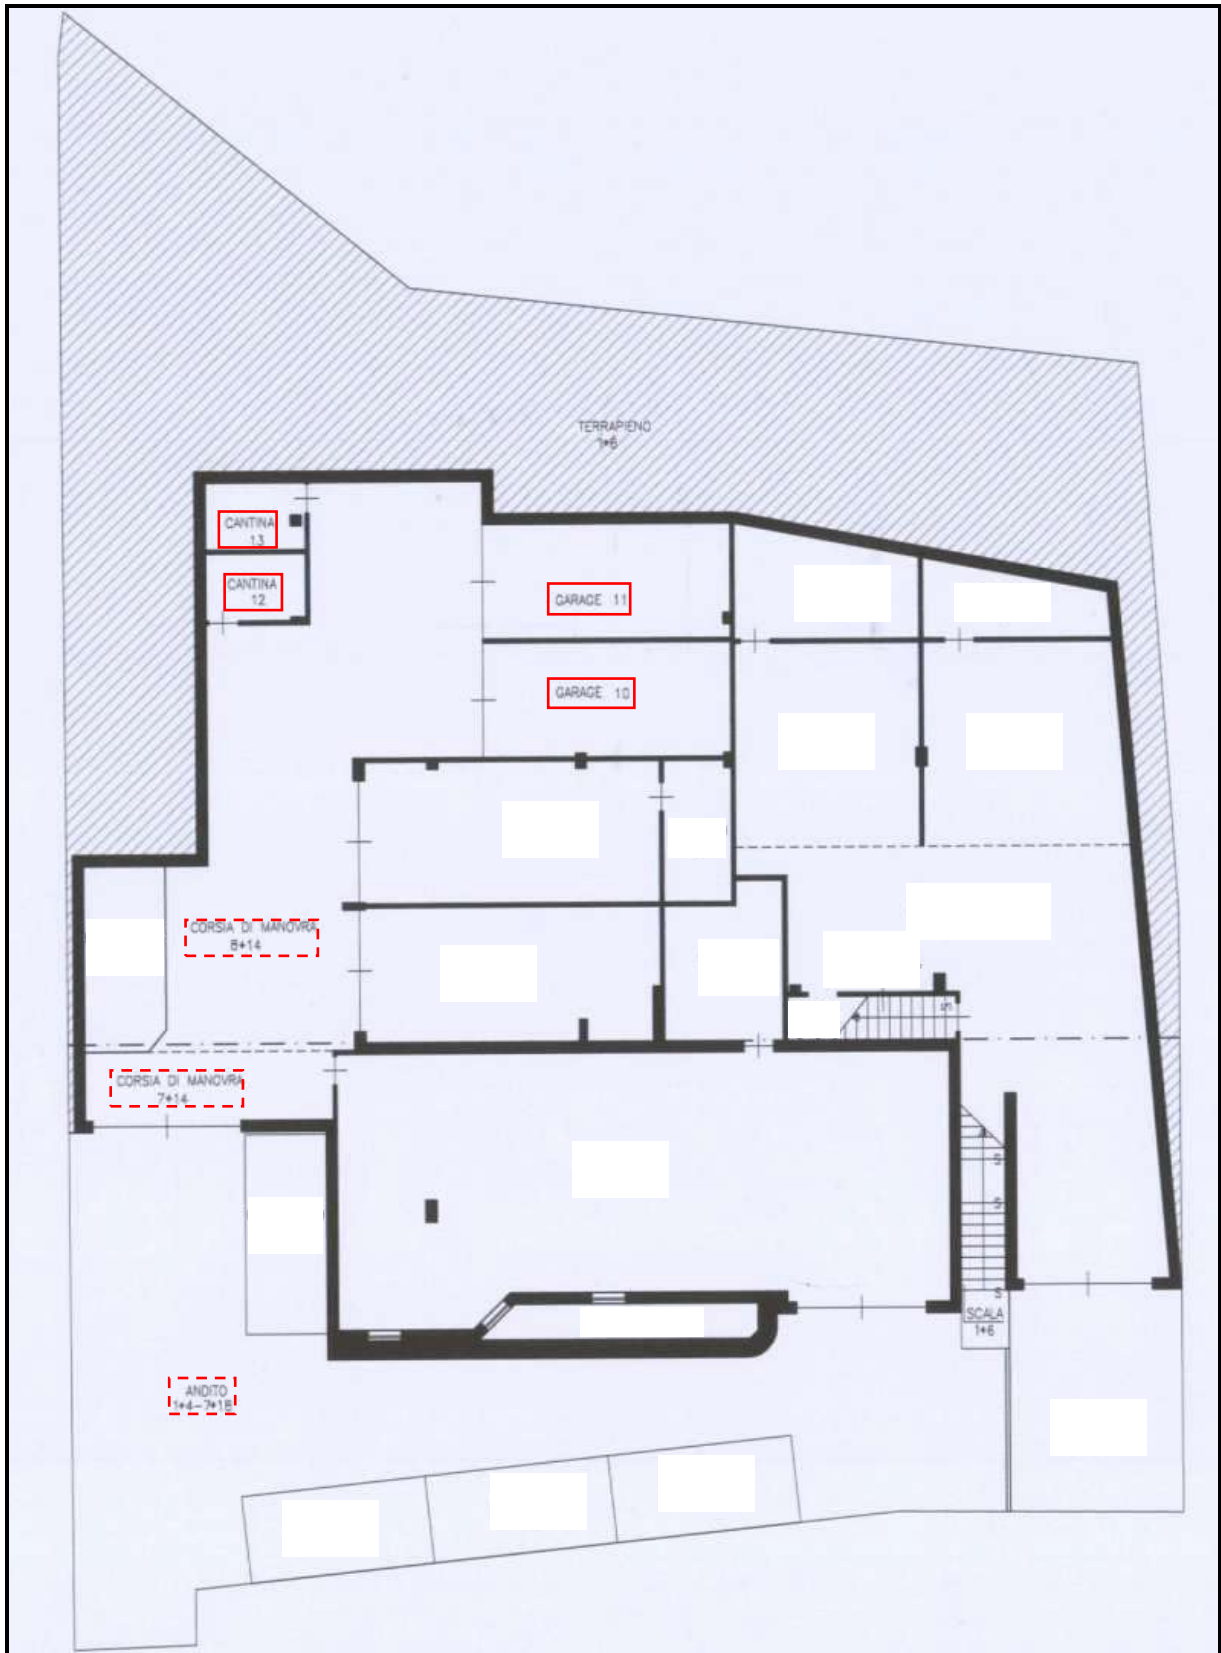 TERRAPIENO
1÷6
CANTINA
13
CANTINA
12
GARAGE 11
GARAGE 10
CORSIA DI MANOVRA
8÷14
CORSIA DI MANOVRA
7÷14
S
S
S
S
SCALA
1÷6
ANDITO
1÷4-7÷18